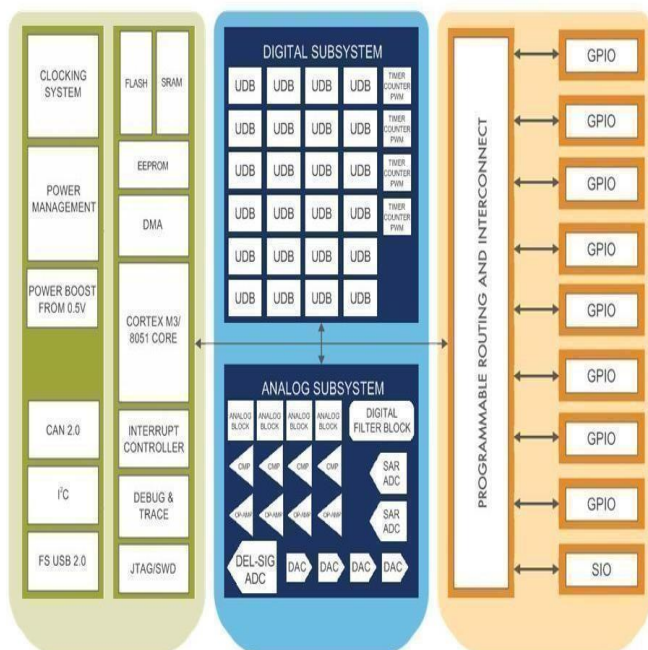 CLOCKING
SYSTEM
POWER
MANAGEMENT
POWER BOOST
FROM 0.5V
CAN 2.0
I²C
FS USB 2.0
FLASH
SRAM
EEPROM
DMA
CORTEX M3/
8051 CORE
INTERRUPT
CONTROLLER
DEBUG &
TRACE
JTAG/SWD
DIGITAL SUBSYSTEM
UDB UDB UDB UDB
TIMER
COUNTER
PWM
UDB UDB UDB UDB
TIMER
COUNTER
PWM
UDB UDB UDB UDB
TIMER
COUNTER
PWM
UDB UDB UDB UDB
TIMER
COUNTER
PWM
UDB UDB UDB UDB
UDB UDB UDB UDB
ANALOG SUBSYSTEM
ANALOG ANALOG ANALOG ANALOG
BLOCK BLOCK BLOCK BLOCK
DIGITAL
FILTER BLOCK
CMP CMP CMP CMP
SAR
ADC
OP-AMP OP-AMP OP-AMP OP-AMP
SAR
ADC
DEL-SIG
ADC
DAC DAC DAC DAC
PROGRAMMABLE ROUTING AND INTERCONNECT
GPIO
GPIO
GPIO
GPIO
GPIO
GPIO
GPIO
GPIO
SIO